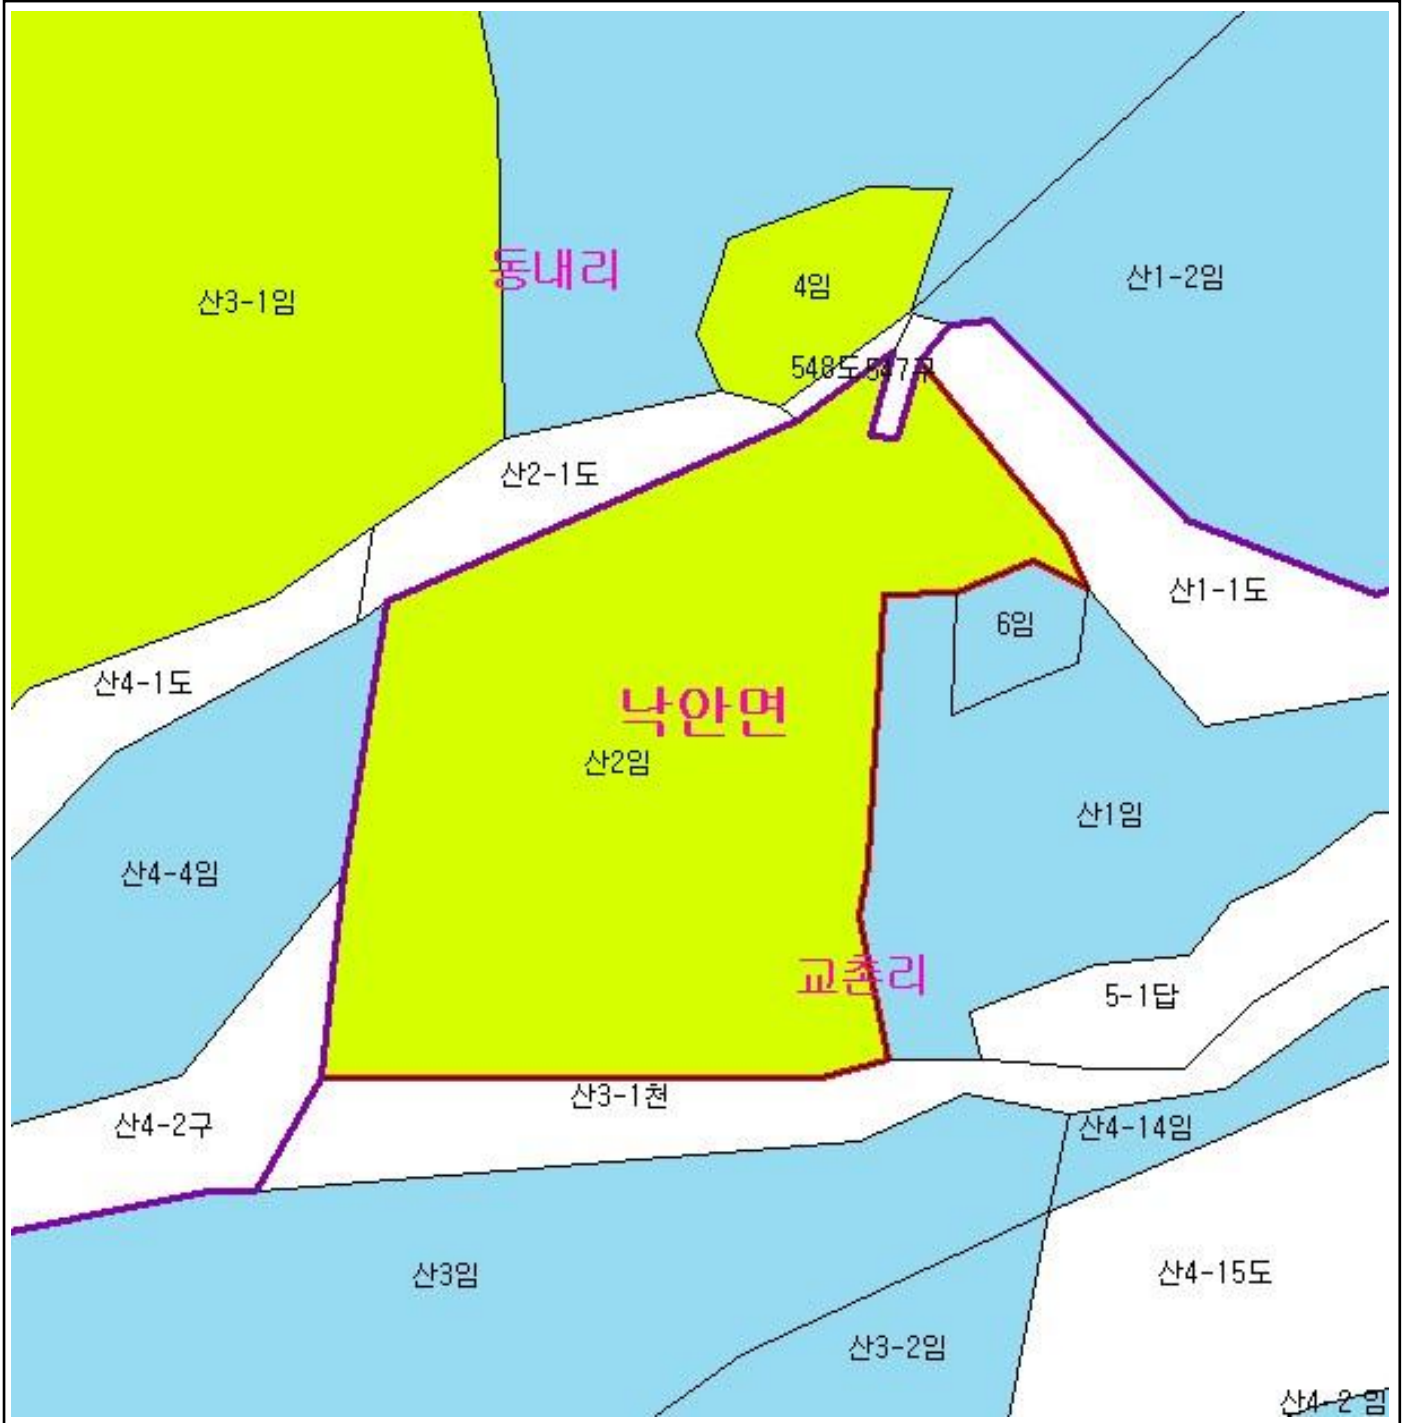 동내리
산1-2임
4임
산3-1임
548도
547구
산2-1도
산1-1도
6임
산4-1도
낙안면
산2임
산1임
산4-4임
교촌리
5-1답
산3-1천
산4-2구
산4-14임
산3임
산4-15도
산3-2임
산4-2임